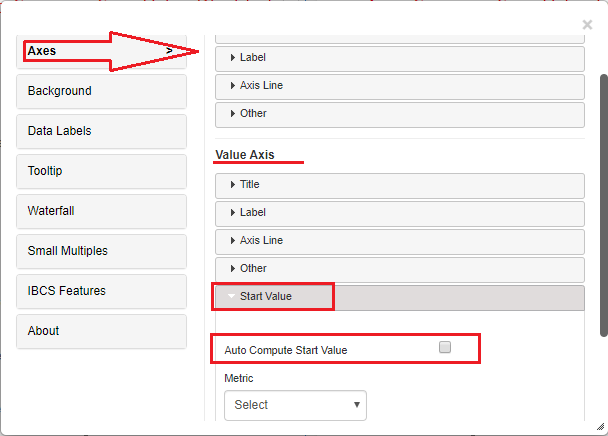 ×
Axes >
Background
Data Labels
Tooltip
Waterfall
Small Multiples
IBCS Features
About
Label
Axis Line
Other
Value Axis
Title
Label
Axis Line
Other
Start Value
Auto Compute Start Value
Metric
Select